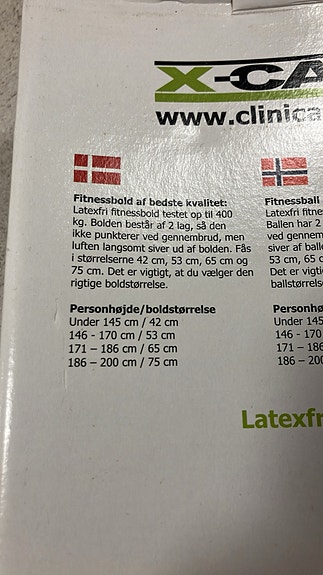 X-CA
www.clinica
Fitnessbold af bedste kvalitet:
Latexfri fitnessbold testet op til 400
kg. Bolden består af 2 lag, så den
ikke punkterer ved gennembrud, men
luften langsomt siver ud af bolden. Fås
i størrelserne 42 cm, 53 cm, 65 cm og
75 cm. Det er vigtigt, at du vælger den
rigtige boldstørrelse.
Personhøjde/boldstørrelse
Under 145 cm / 42 cm
146 - 170 cm / 53 cm
171 – 186 cm / 65 cm
186 – 200 cm / 75 cm
Fitnessball
Latexfri fitne
Ballen har 2
ved gennem
siver av balle
53 cm, 65 c
Det er viktig
ballstørrelse
Personhø
Under 145
146 - 170
171 – 186
186 – 200
Latexfr